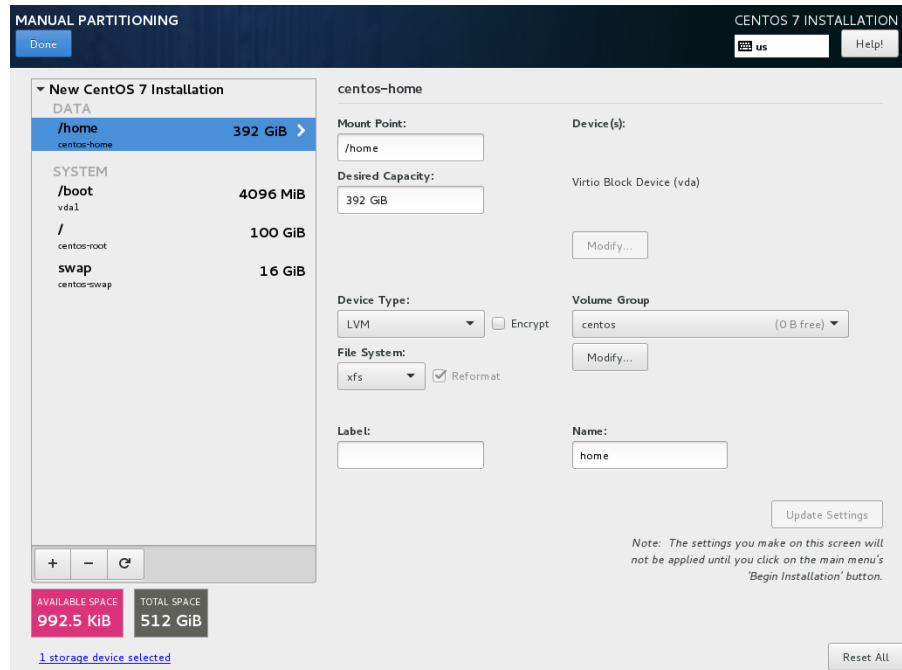 MANUAL PARTITIONING
CENTOS 7 INSTALLATION
Done
us
Help!
New CentOS 7 Installation
DATA
/home
392 GiB
centos-home
SYSTEM
/boot
4096 MiB
vda1
/
100 GiB
centos-root
swap
16 GiB
centos-swap
centos-home
Mount Point:
/home
Desired Capacity:
392 GiB
Device(s):
Virtio Block Device (vda)
Modify...
Device Type:
LVM
Encrypt
Volume Group
centos (0 B free)
File System:
xfs
Reformat
Modify...
Label:
Name:
home
Update Settings
Note: The settings you make on this screen will
not be applied until you click on the main menu's
'Begin Installation' button.
+ −
AVAILABLE SPACE
992.5 KiB
TOTAL SPACE
512 GiB
1 storage device selected
Reset All